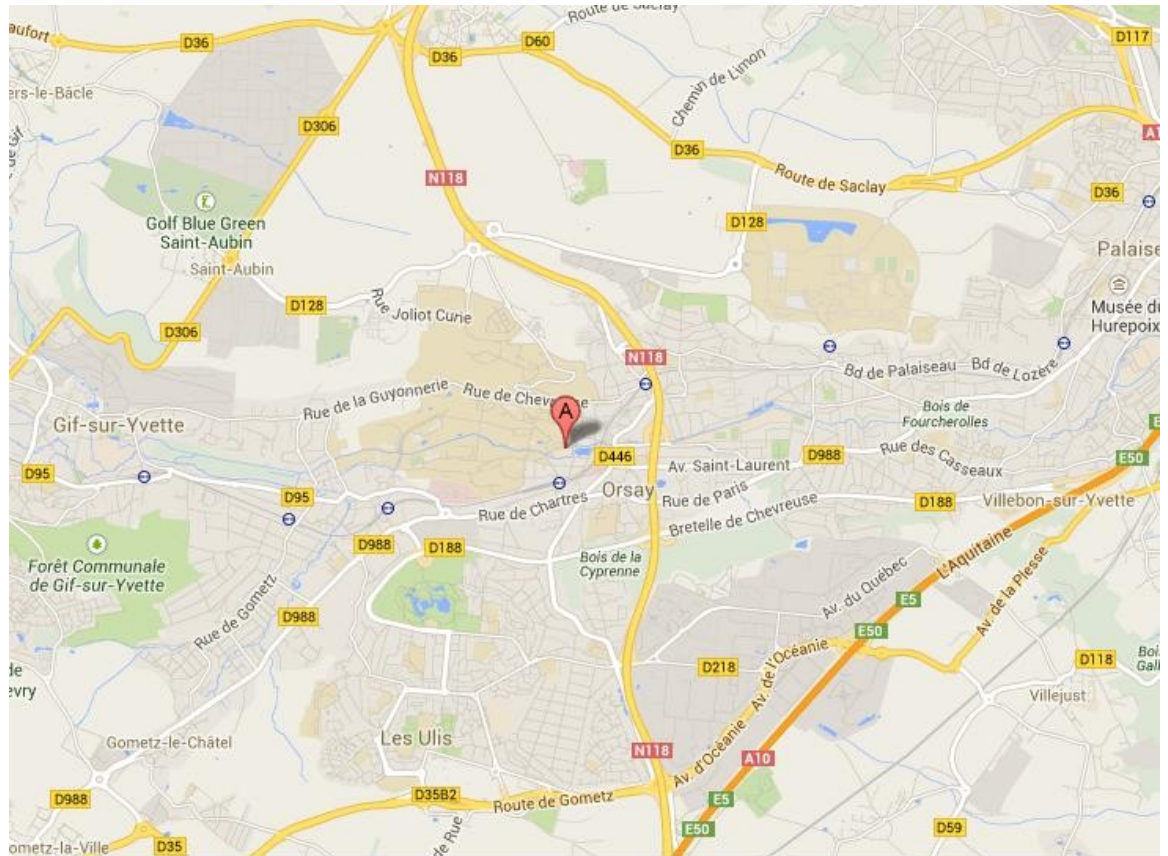 Route de Saclay
aufort
D36
D60
D36
D117
Chemin de Limon
ers-le-Bâcle
D306
A1
de Gif
D36
Route de Saclay
N118
D36
Golf Blue Green
Saint-Aubin
D128
Palaise
Saint-Aubin
Musée du
Hurepoix
D128
Rue Joliot Curie
D306
N118
Bd de Palaiseau
Bd de Lozère
Rue de la Guyonnerie
Rue de Chevreuse
Bois de
Fourcherolles
A
Gif-sur-Yvette
E50
D446
D988
Rue des Casseaux
D95
Av. Saint-Laurent
D95
Orsay
Rue de Paris
D188
Villebon-sur-Yvette
Rue de Chartres
Bretelle de Chevreuse
D988
D188
L'Aquitaine
Forêt Communale
de Gif-sur-Yvette
Bois de la
Cyprenne
Av. du Québec
Av. de la Plesse
E5
Rue de Gometz
D988
E50
Av. de l'Océanie
D218
D118
Boi
Gall
de
evry
Villejust
Les Ulis
Gometz-le-Châtel
N118
Av. d'Océanie
A10
D988
D35B2
Route de Gometz
E5
E50
D59
ometz-la-Ville
D35
de Rue